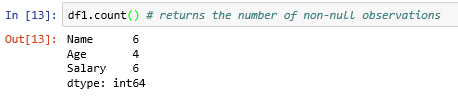 In [13]: df1.count() # returns the number of non-null observations
Out[13]: Name      6
Age       4
Salary    6
dtype: int64